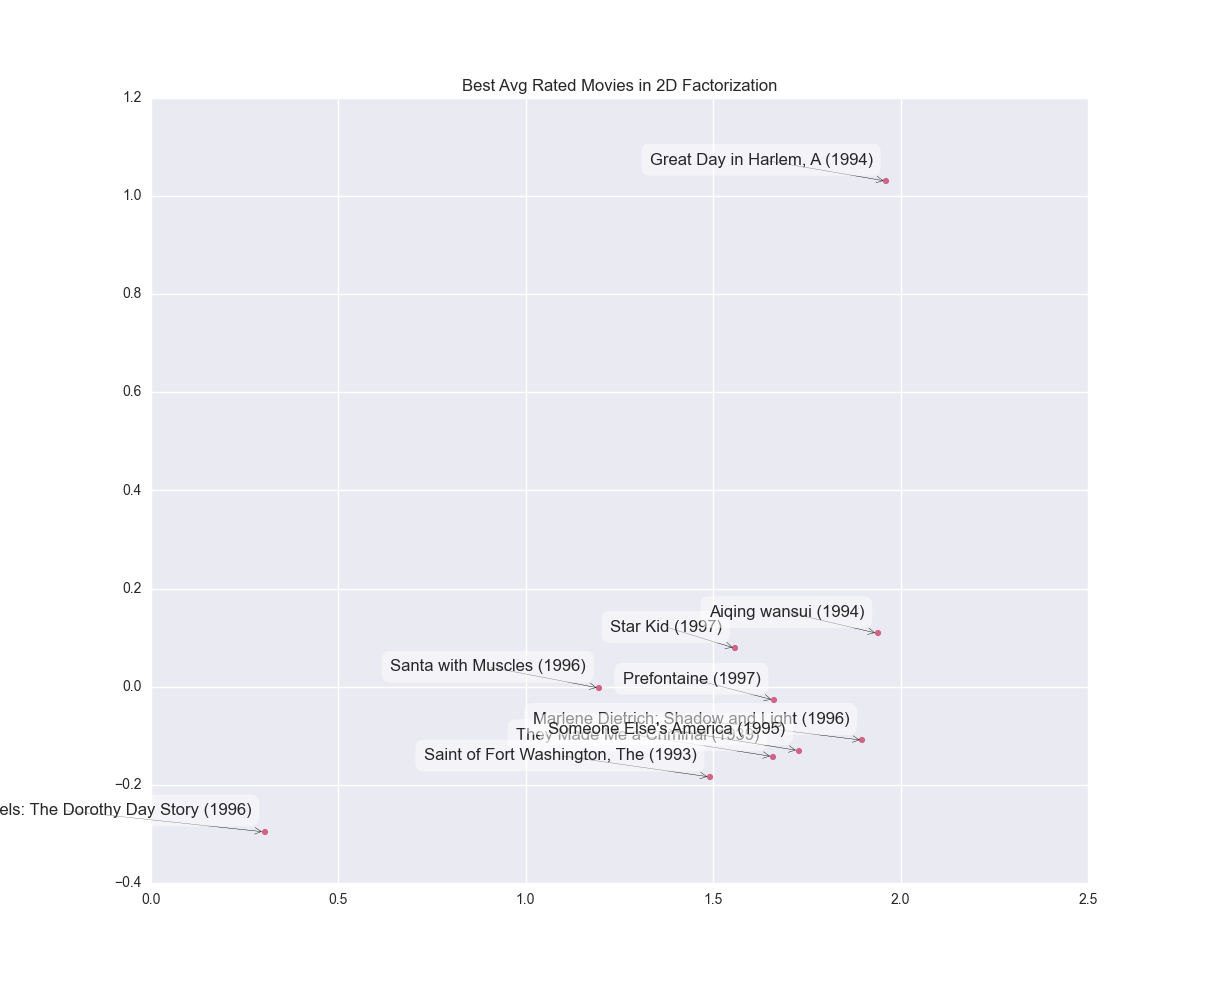 Best Avg Rated Movies in 2D Factorization
1.2
Great Day in Harlem, A (1994)
1.0
0.8
0.6
0.4
0.2
Aiqing wansui (1994)
Star Kid (1997)
Santa with Muscles (1996)
Prefontaine (1997)
0.0
Marlene Dietrich: Shadow and Light (1996)
Someone Else's America (1995)
They Made Me a Criminal (1939)
Saint of Fort Washington, The (1993)
−0.2
els: The Dorothy Day Story (1996)
−0.4
0.0 0.5 1.0 1.5 2.0 2.5